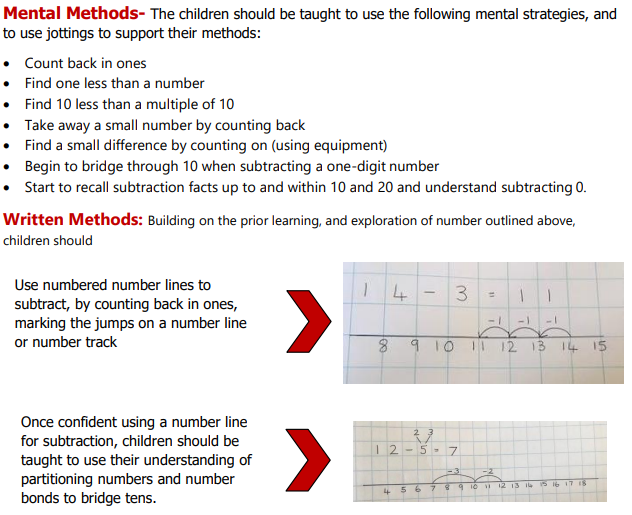 Mental Methods- The children should be taught to use the following mental strategies, and
to use jottings to support their methods:
• Count back in ones
• Find one less than a number
• Find 10 less than a multiple of 10
• Take away a small number by counting back
• Find a small difference by counting on (using equipment)
• Begin to bridge through 10 when subtracting a one-digit number
• Start to recall subtraction facts up to and within 10 and 20 and understand subtracting 0.
Written Methods: Building on the prior learning, and exploration of number outlined above,
children should
Use numbered number lines to
subtract, by counting back in ones,
marking the jumps on a number line
or number track
14 - 3 = 11
-1 -1 -1
8 9 10 11 12 13 14 15
Once confident using a number line
for subtraction, children should be
taught to use their understanding of
partitioning numbers and number
bonds to bridge tens.
2 3
12 - 5 = 7
-3 -2
4 5 6 7 8 9 10 11 12 13 14 15 16 17 18